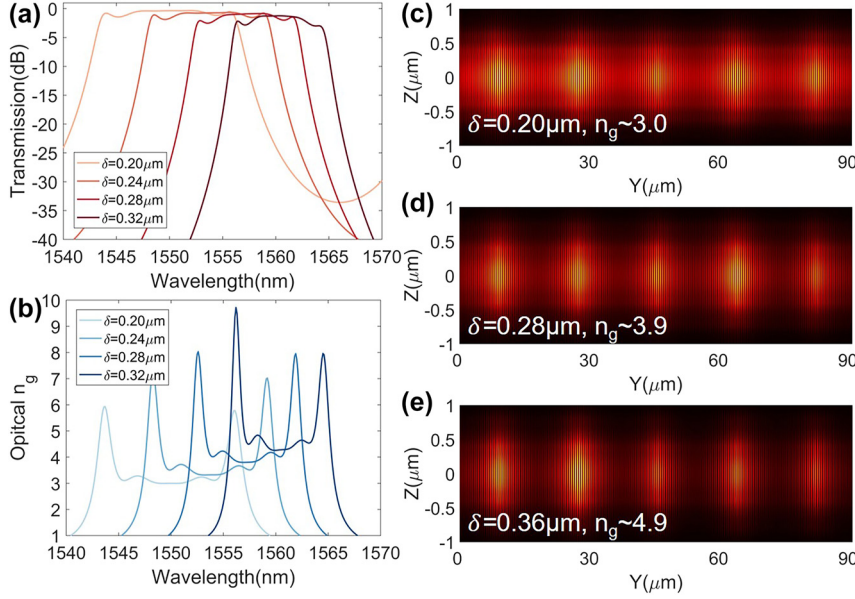 (a)
Transmission(dB)
0
-5
-10
-15
-20
-25
-30
-35
-40
δ=0.20μm
δ=0.24μm
δ=0.28μm
δ=0.32μm
1540 1545 1550 1555 1560 1565 1570
Wavelength(nm)
(b)
Opitcal n_g
10
9
8
7
6
5
4
3
2
1
δ=0.20μm
δ=0.24μm
δ=0.28μm
δ=0.32μm
1540 1545 1550 1555 1560 1565 1570
Wavelength(nm)
(c)
Z(μm)
1
0.5
0
-0.5
-1
δ=0.20μm, n_g~3.0
0 30 60 90
Y(μm)
(d)
Z(μm)
1
0.5
0
-0.5
-1
δ=0.28μm, n_g~3.9
0 30 60 90
Y(μm)
(e)
Z(μm)
1
0.5
0
-0.5
-1
δ=0.36μm, n_g~4.9
0 30 60 90
Y(μm)